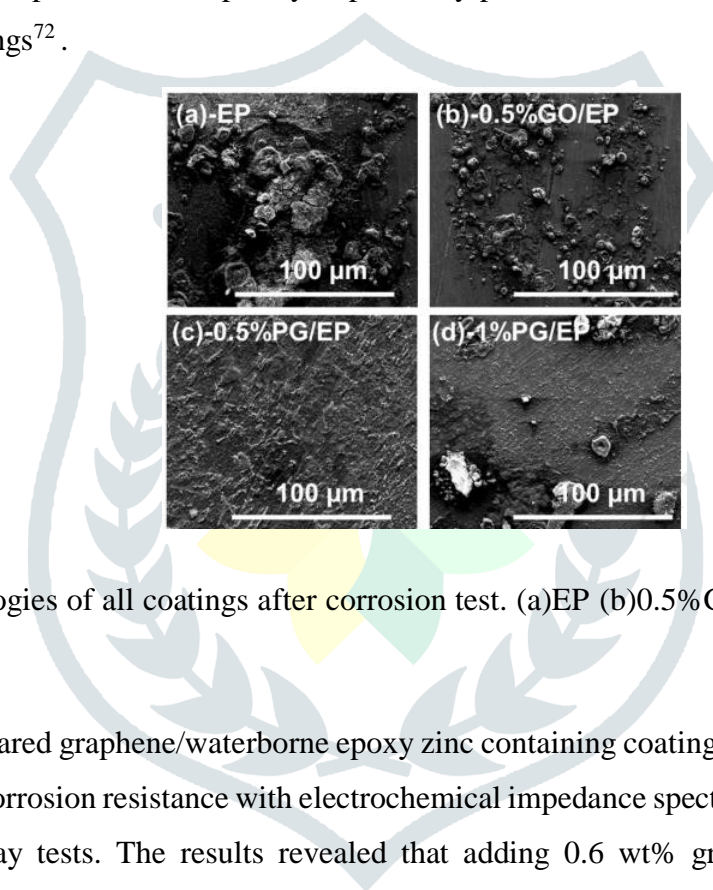 ngs72 .
(a)-EP
(b)-0.5%GO/EP
100 µm
100 µm
(c)-0.5%PG/EP
(d)-1%PG/EP
100 µm
100 µm
ogies of all coatings after corrosion test. (a)EP (b)0.5%
ared graphene/waterborne epoxy zinc containing coating
orrosion resistance with electrochemical impedance spect
ay tests. The results revealed that adding 0.6 wt% gr